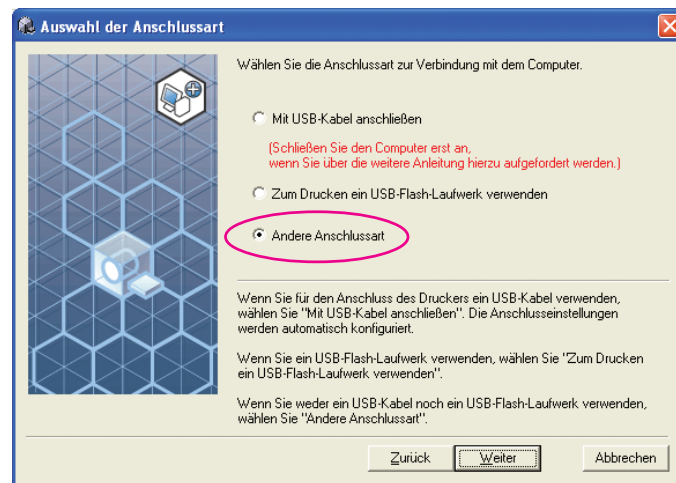 Auswahl der Anschlussart
Wählen Sie die Anschlussart zur Verbindung mit dem Computer.
Mit USB-Kabel anschließen
(Schließen Sie den Computer erst an,
wenn Sie über die weitere Anleitung hierzu aufgefordert werden.)
Zum Drucken ein USB-Flash-Laufwerk verwenden
Andere Anschlussart
Wenn Sie für den Anschluss des Druckers ein USB-Kabel verwenden,
wählen Sie "Mit USB-Kabel anschließen". Die Anschlusseinstellungen
werden automatisch konfiguriert.
Wenn Sie ein USB-Flash-Laufwerk verwenden, wählen Sie "Zum Drucken
ein USB-Flash-Laufwerk verwenden".
Wenn Sie weder ein USB-Kabel noch ein USB-Flash-Laufwerk verwenden,
wählen Sie "Andere Anschlussart".
Zurück Weiter Abbrechen